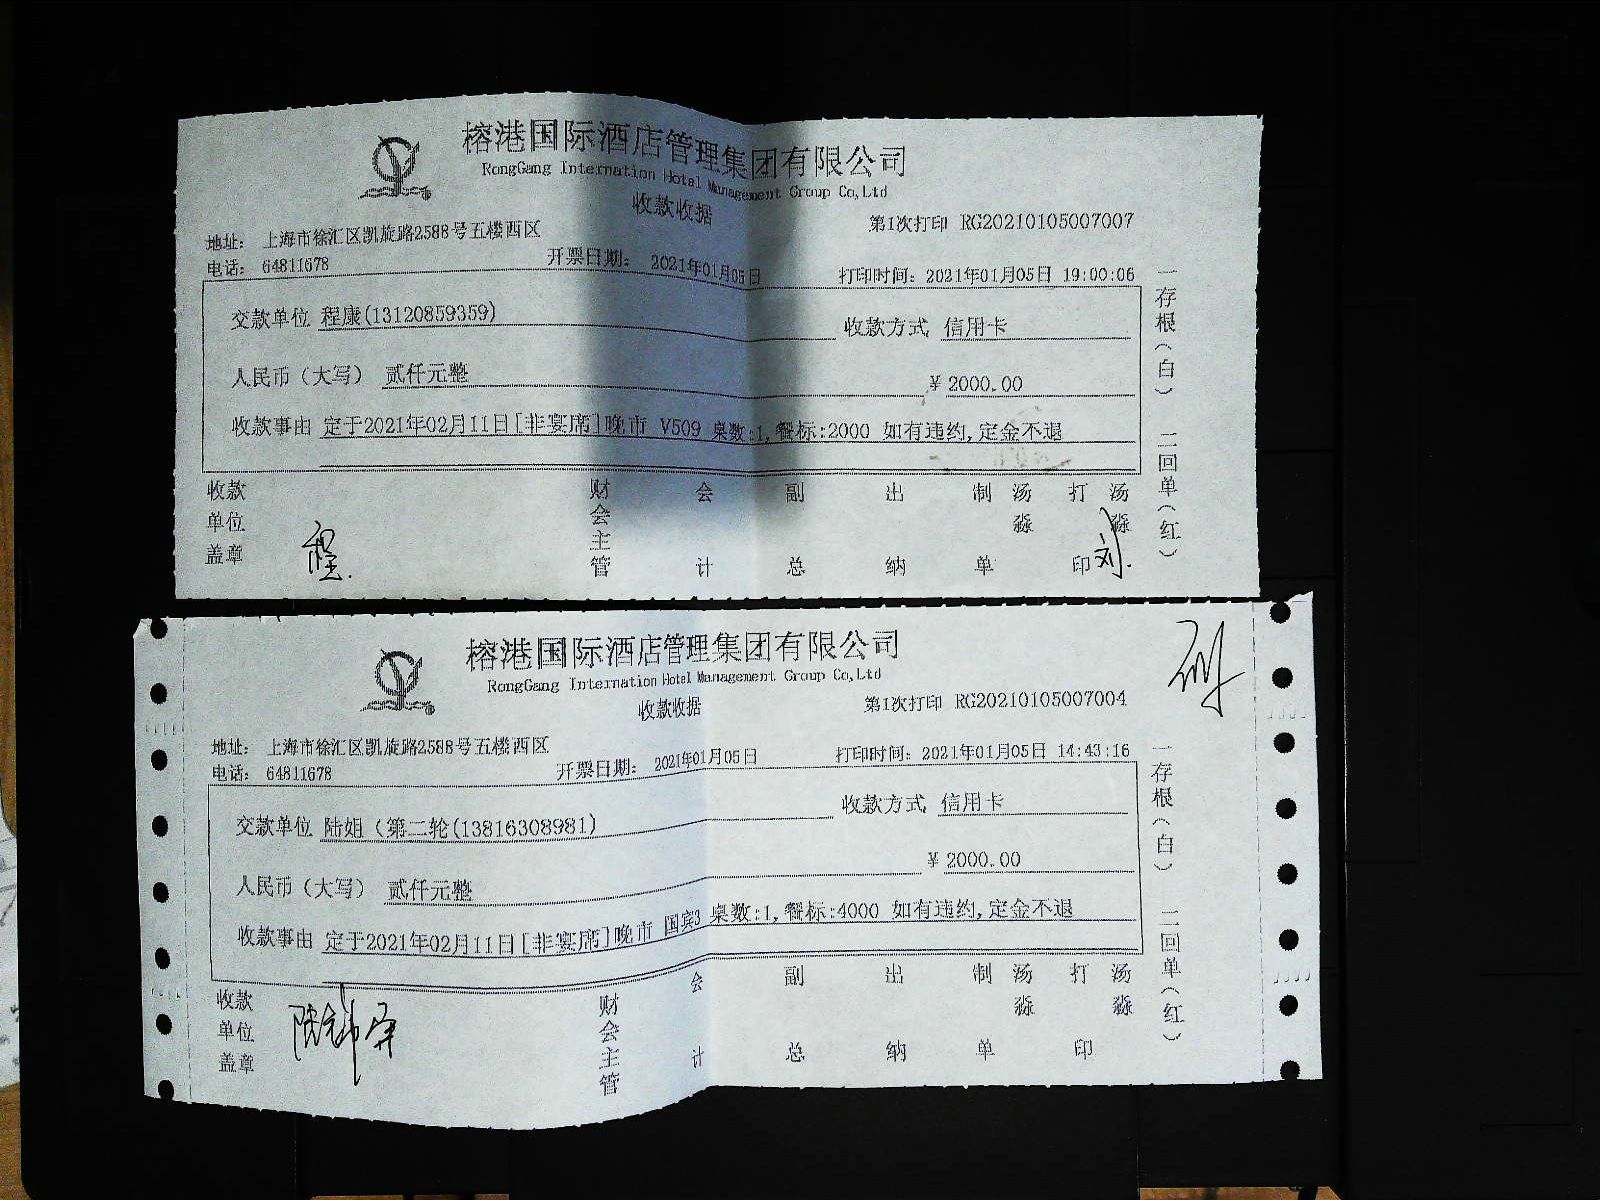 榕港国际酒店管理集团有限公司
RongGang Internation Hotel Management Group Co,Ltd
收款收据
第1次打印 RG20210105007007
地址: 上海市徐汇区凯旋路2588号五楼西区
电话: 64811678
开票日期: 2021年01月05日
打印时间: 2021年01月05日 19:00:06
交款单位 程康(13120859359)
收款方式 信用卡
人民币(大写) 贰仟元整
¥ 2000.00
收款事由 定于2021年02月11日[非宴席]晚市 V509 桌数:1,餐标:2000 如有违约,定金不退
收款单位盖章
程.
财会主管
会计
副总
出纳
制单
汤淼
打印
汤淼
刘.
一存根(白) 二回单(红)
榕港国际酒店管理集团有限公司
RongGang Internation Hotel Management Group Co,Ltd
收款收据
第1次打印 RG20210105007004
地址: 上海市徐汇区凯旋路2588号五楼西区
电话: 64811678
开票日期: 2021年01月05日
打印时间: 2021年01月05日 14:43:16
交款单位 陆姐(第二轮(13816308981)
收款方式 信用卡
人民币(大写) 贰仟元整
¥ 2000.00
收款事由 定于2021年02月11日[非宴席]晚市 国宾3 桌数:1,餐标:4000 如有违约,定金不退
收款单位盖章
财会主管
会计
副总
出纳
制单
汤淼
打印
汤淼
一存根(白) 二回单(红)